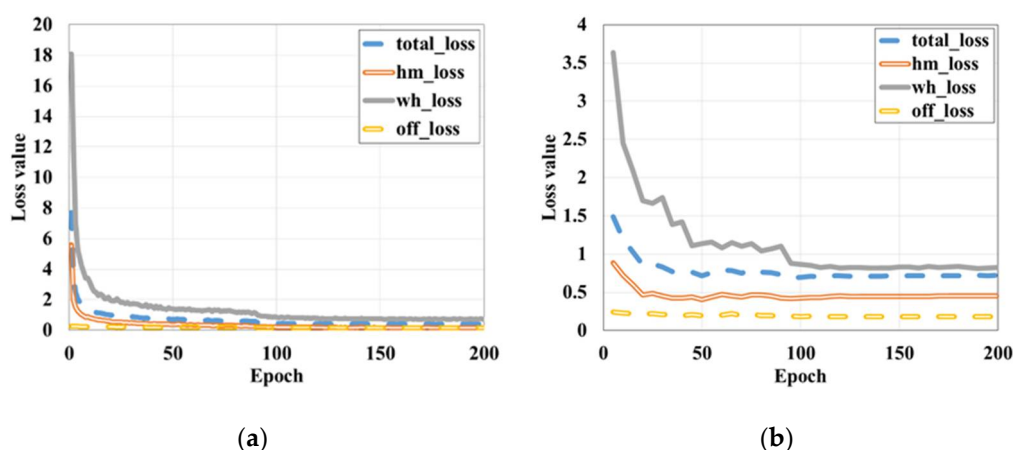 20
18
16
14
12
10
8
6
4
2
0
Loss value
total_loss
hm_loss
wh_loss
off_loss
0 50 100 150 200
Epoch
(a)
4
3.5
3
2.5
2
1.5
1
0.5
0
Loss value
total_loss
hm_loss
wh_loss
off_loss
0 50 100 150 200
Epoch
(b)